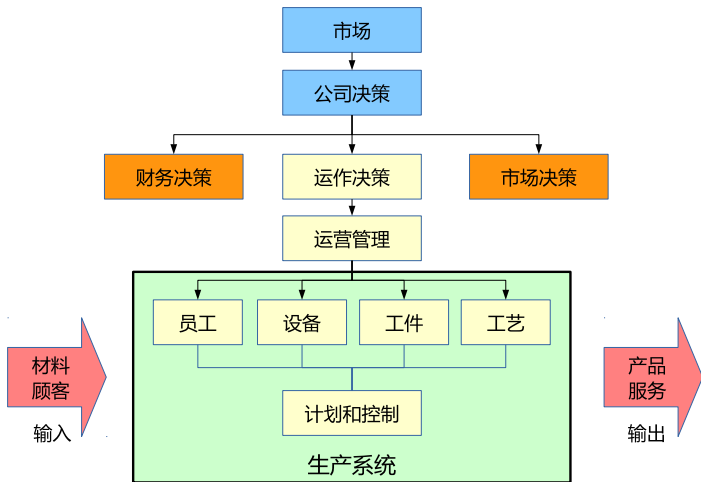 市场
公司决策
财务决策
运作决策
市场决策
运营管理
员工
设备
工件
工艺
材料
顾客
输入
计划和控制
生产系统
产品
服务
输出